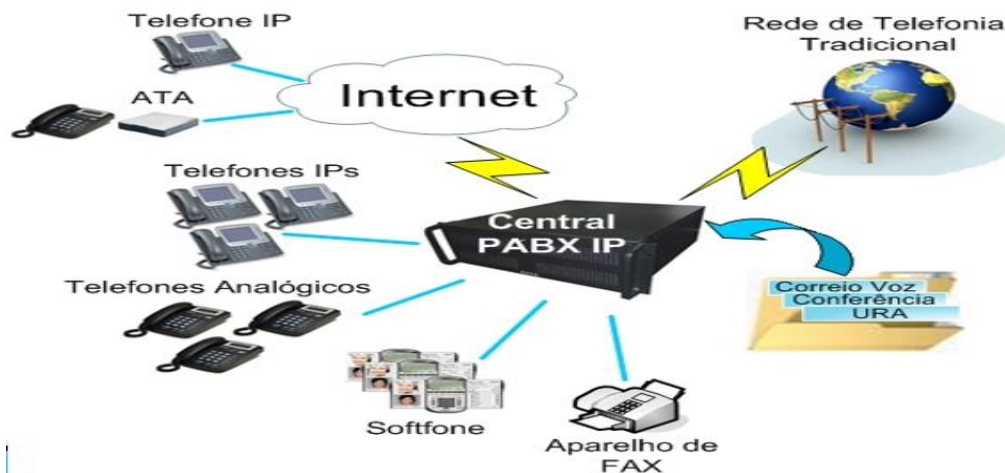 Telefone IP
ATA
Internet
Rede de Telefonia
Tradicional
Telefones IPs
Central
PABX IP
Telefones Analógicos
Correio Voz
Conferência
URA
Softfone
Aparelho de
FAX